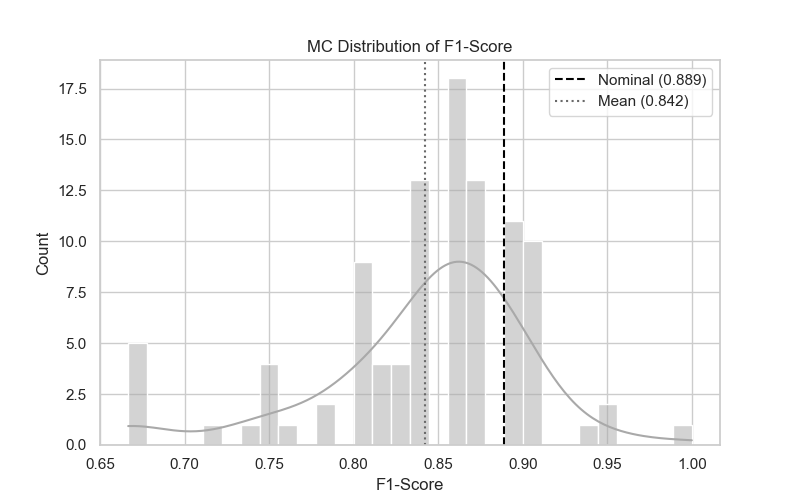 MC Distribution of F1-Score
Nominal (0.889)
Mean (0.842)
Count
17.5
15.0
12.5
10.0
7.5
5.0
2.5
0.0
0.65 0.70 0.75 0.80 0.85 0.90 0.95 1.00
F1-Score